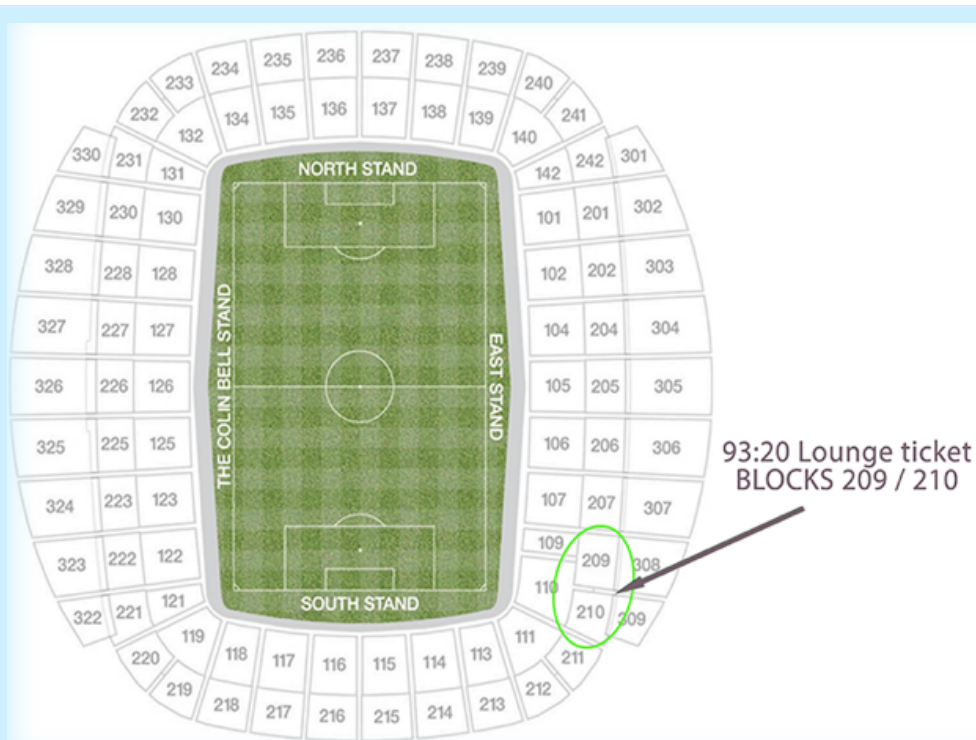 233 234 235 236 237 238 239 240
232 132 134 135 136 137 138 139 140 241
330 231 131 NORTH STAND 142 242 301
329 230 130 101 201 302
328 228 128 102 202 303
327 227 127 104 204 304
THE COLIN BELL STAND
EAST STAND
326 226 126 105 205 305
325 225 125 106 206 306
93:20 Lounge ticket
BLOCKS 209 / 210
324 223 123 107 207 307
323 222 122 109 209 308
110
322 221 121 SOUTH STAND 210 309
220 119 118 117 116 115 114 113 111 211
219 218 217 216 215 214 213 212